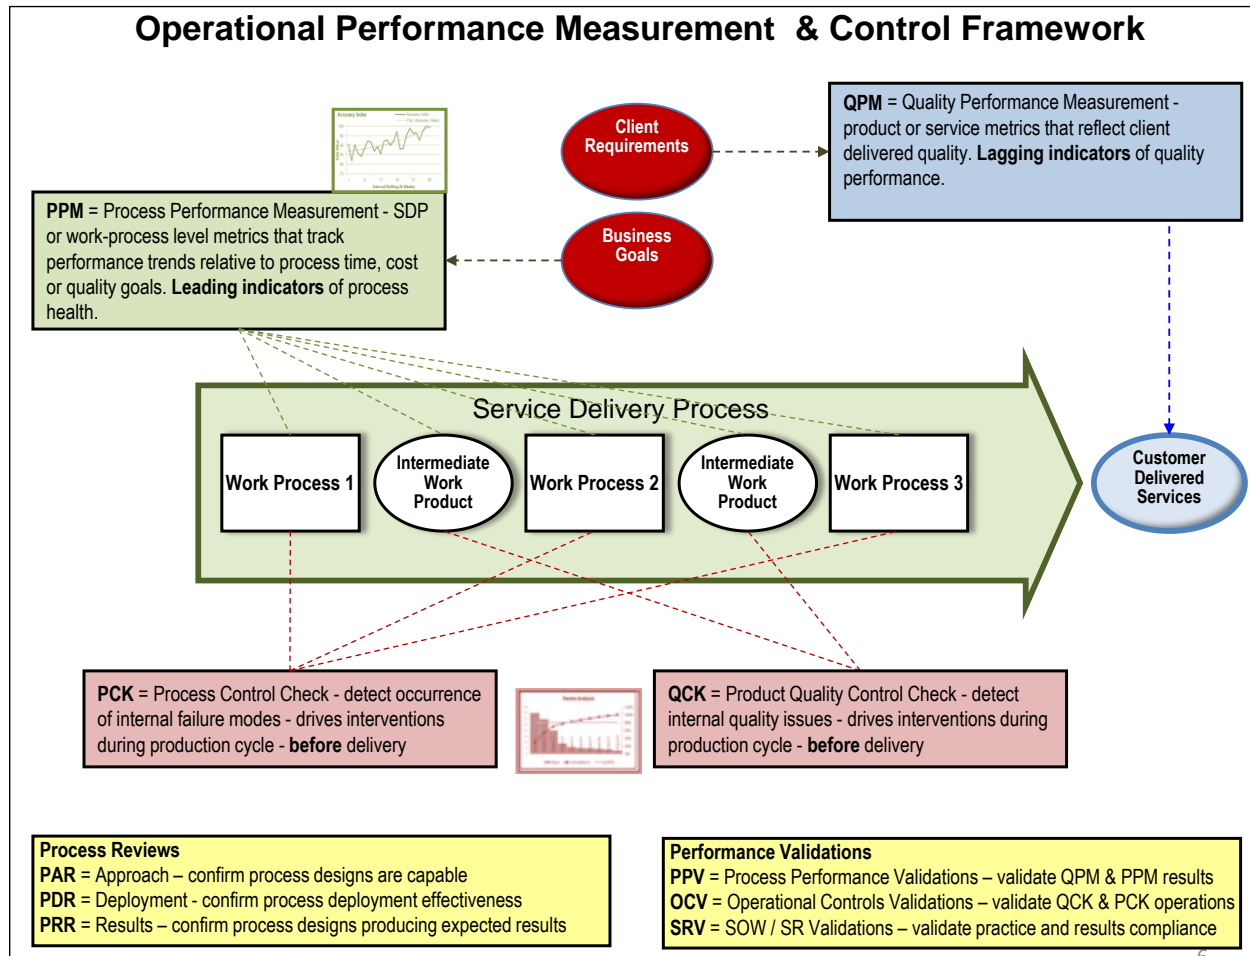 Operational Performance Measurement & Control Framework
Accuracy Index
Client
Requirements
QPM = Quality Performance Measurement -
product or service metrics that reflect client
delivered quality. Lagging indicators of quality
performance.
PPM = Process Performance Measurement - SDP
or work-process level metrics that track
performance trends relative to process time, cost
or quality goals. Leading indicators of process
health.
Business
Goals
Service Delivery Process
Work Process 1
Intermediate
Work
Product
Work Process 2
Intermediate
Work
Product
Work Process 3
Customer
Delivered
Services
PCK = Process Control Check - detect occurrence
of internal failure modes - drives interventions
during production cycle - before delivery
Pareto Analysis
QCK = Product Quality Control Check - detect
internal quality issues - drives interventions during
production cycle - before delivery
Process Reviews
PAR = Approach – confirm process designs are capable
PDR = Deployment - confirm process deployment effectiveness
PRR = Results – confirm process designs producing expected results
Performance Validations
PPV = Process Performance Validations – validate QPM & PPM results
OCV = Operational Controls Validations – validate QCK & PCK operations
SRV = SOW / SR Validations – validate practice and results compliance